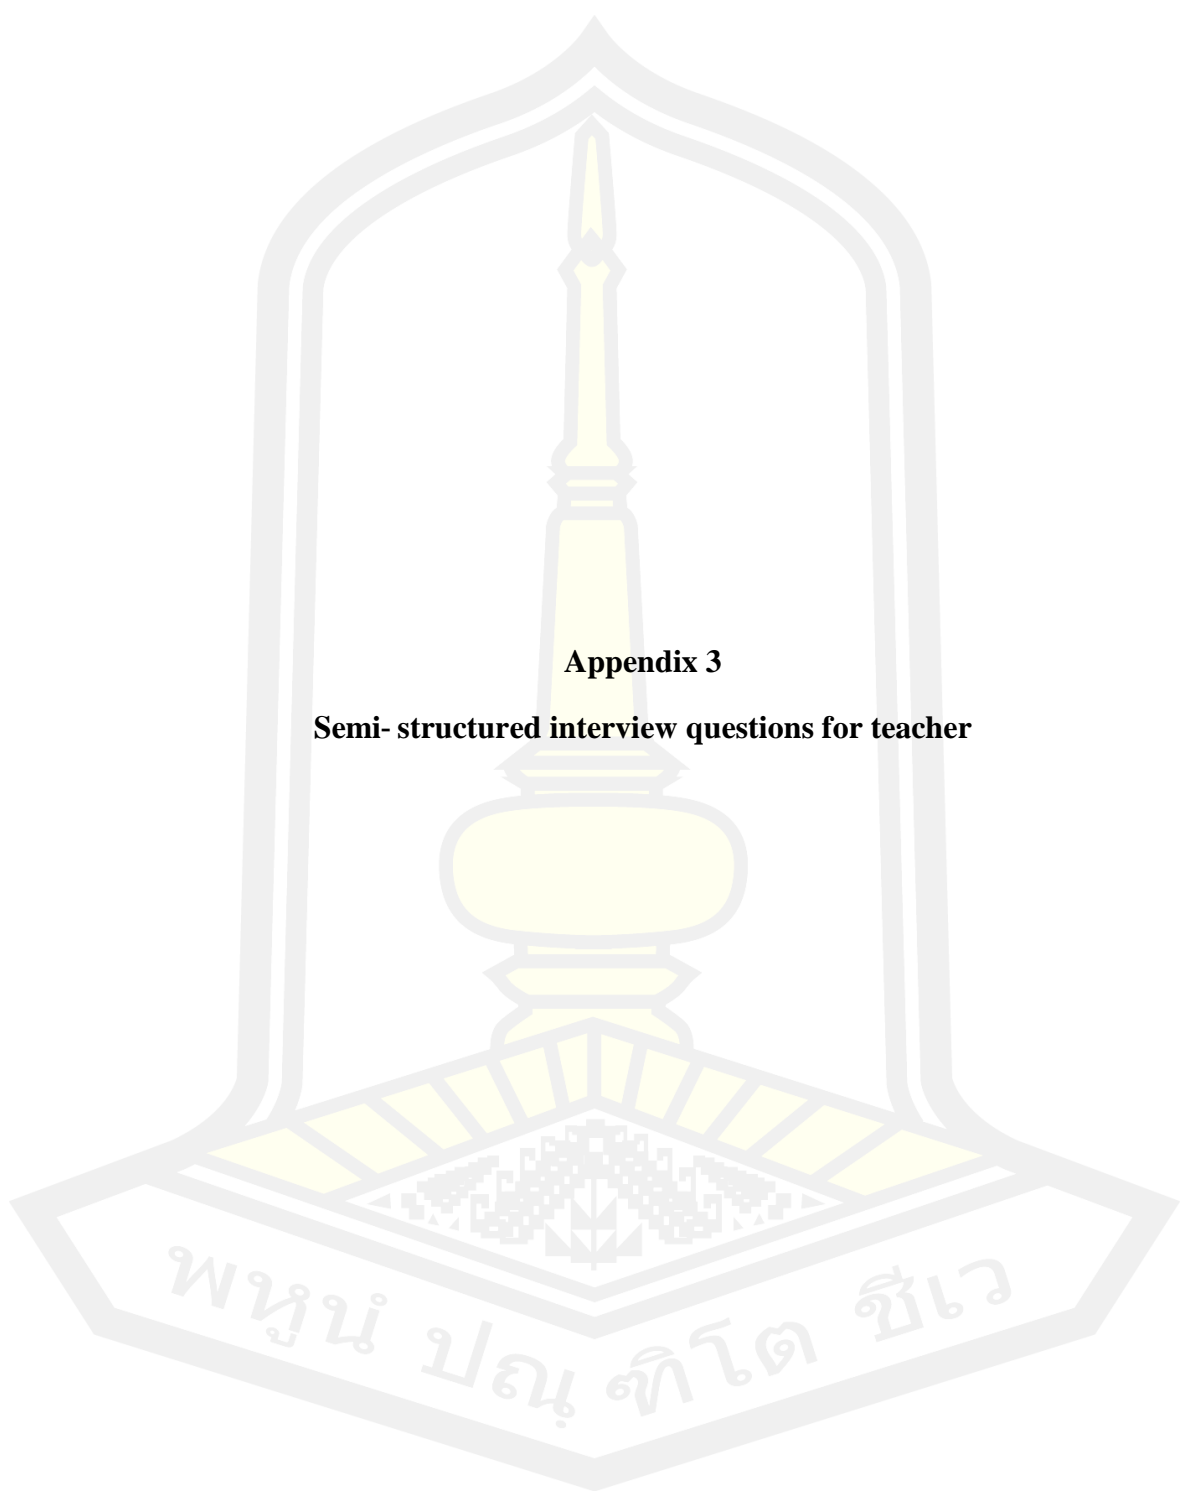 Appendix 3
Semi- structured interview questions for teacher
พหูนํ ปณฺฑิโต ชีเว